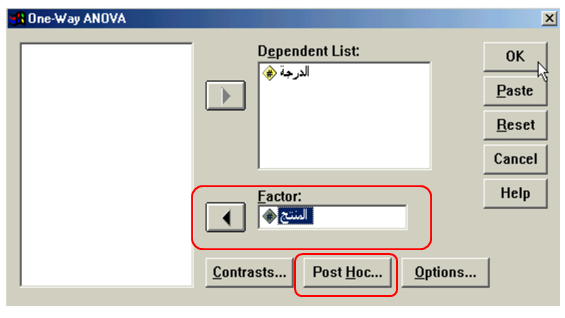 One-Way ANOVA
Dependent List:
الدرجة
OK
Paste
Reset
Cancel
Help
Factor:
المنتج
Contrasts...
Post Hoc...
Options...